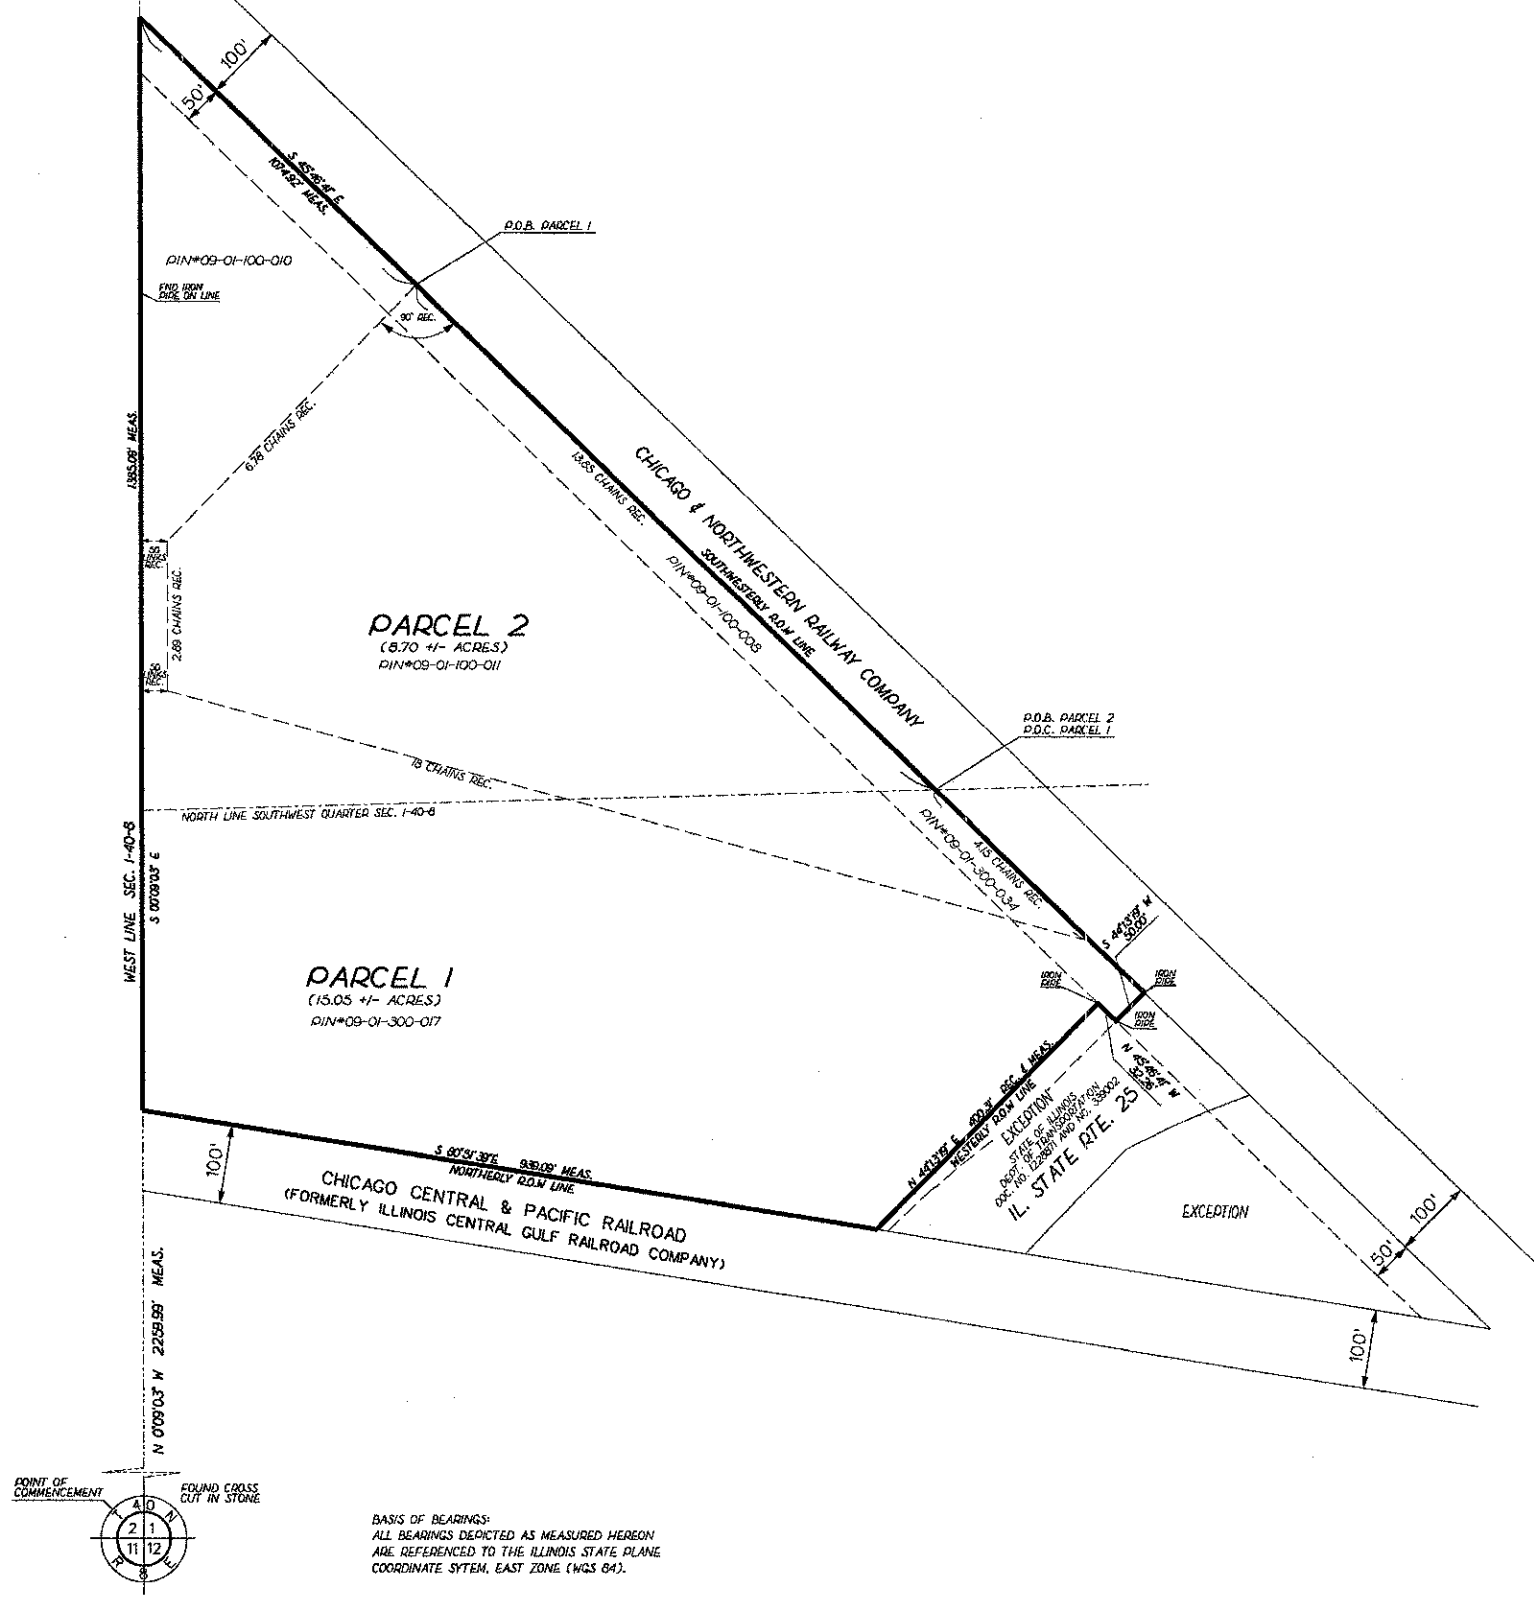 100'
50'
S 45°46'41" E
P.O.B. PARCEL 1
PIN#09-01-100-010
FND IRON
PIPE ON LINE
90° REC.
6.78 CHAINS REC.
1385.08' MEAS.
13.85 CHAINS REC.
CHICAGO & NORTHWESTERN RAILWAY COMPANY
SOUTHWESTERLY R.O.W LINE
PIN#09-01-100-008
2.89 CHAINS REC.
PARCEL 2
(8.70 +/- ACRES)
PIN#09-01-100-011
P.O.B. PARCEL 2
P.O.C. PARCEL 1
18 CHAINS REC.
NORTH LINE SOUTHWEST QUARTER SEC. 1-40-8
PIN#09-01-300-034
4.15 CHAINS REC.
WEST LINE SEC. 1-40-8
S 00°09'03" E
S 44°13'19" W
50.00'
PARCEL 1
(15.05 +/- ACRES)
PIN#09-01-300-017
IRON
PIPE
IRON
PIPE
IRON
PIPE
N 45°46'41" W
N 44°13'19" E 400.31' REC. & MEAS.
WESTERLY R.O.W LINE
EXCEPTION"
STATE OF ILLINOIS
DEPT. OF TRANSPORTATION
IL. STATE RTE. 25
EXCEPTION
100'
S 80°51'39"E 939.09' MEAS.
NORTHERLY R.O.W LINE
CHICAGO CENTRAL & PACIFIC RAILROAD
(FORMERLY ILLINOIS CENTRAL GULF RAILROAD COMPANY)
100'
50'
100'
N 0°09'03" W 2259.99' MEAS.
POINT OF
COMMENCEMENT
FOUND CROSS
CUT IN STONE
T 40 N
2 1
11 12
R 8 E
BASIS OF BEARINGS:
ALL BEARINGS DEPICTED AS MEASURED HEREON
ARE REFERENCED TO THE ILLINOIS STATE PLANE
COORDINATE SYTEM, EAST ZONE (WGS 84).